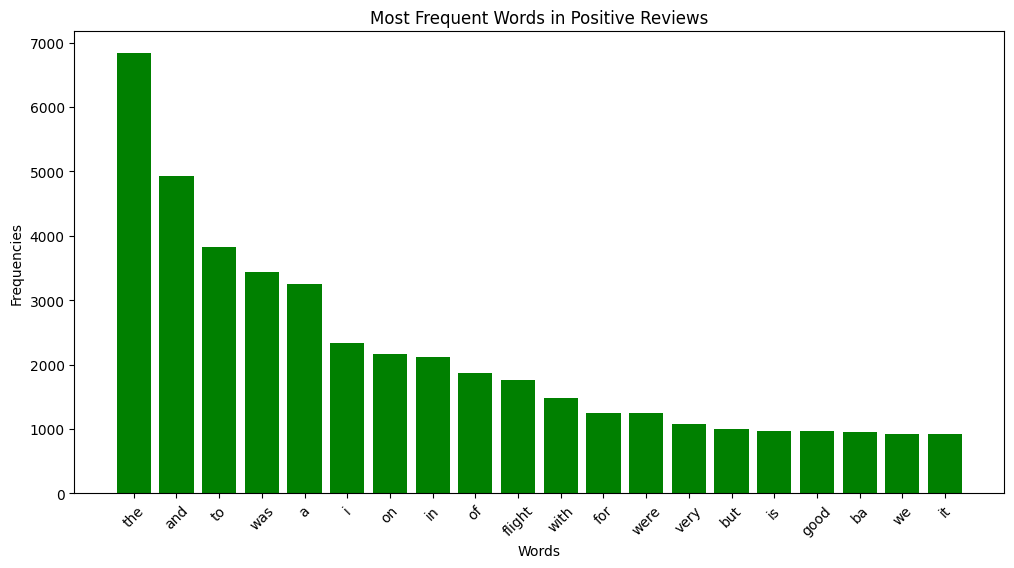 Most Frequent Words in Positive Reviews
7000
6000
5000
4000
3000
2000
1000
0
Frequencies
the and to was a i on in of flight with for were very but is good ba we it
Words